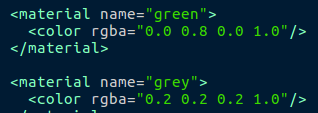 <material name="green">
  <color rgba="0.0 0.8 0.0 1.0"/>
</material>

<material name="grey">
  <color rgba="0.2 0.2 0.2 1.0"/>
</material>